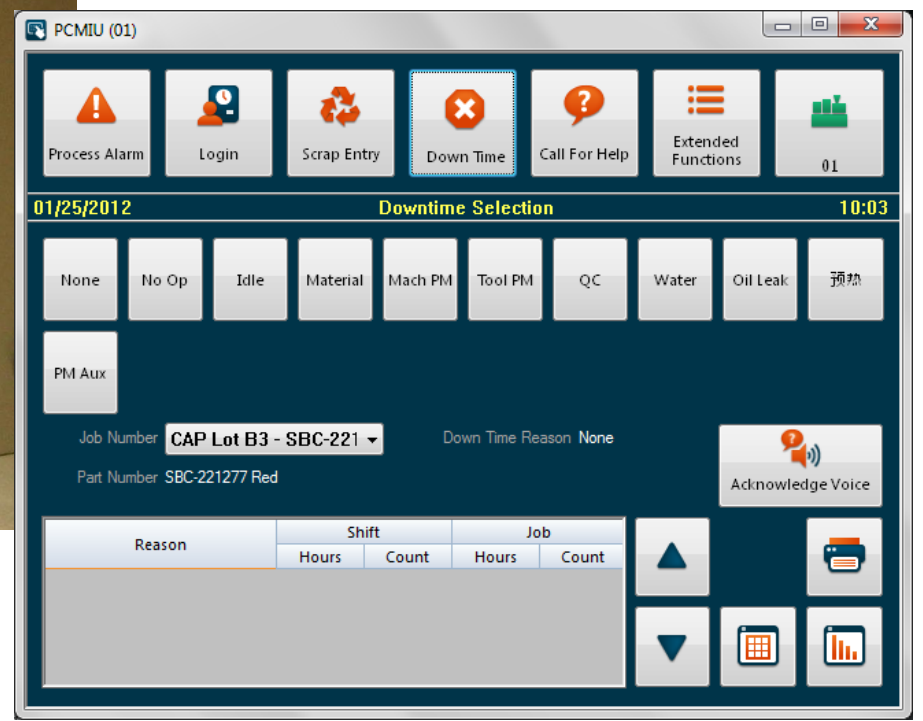 PCMIU (01)
Process Alarm
Login
Scrap Entry
Down Time
Call For Help
Extended
Functions
01
01/25/2012 Downtime Selection 10:03
None No Op Idle Material Mach PM Tool PM QC Water Oil Leak 预热
PM Aux
Job Number CAP Lot B3 - SBC-221 Down Time Reason None
Part Number SBC-221277 Red
Acknowledge Voice
Reason Shift Job
Hours Count Hours Count